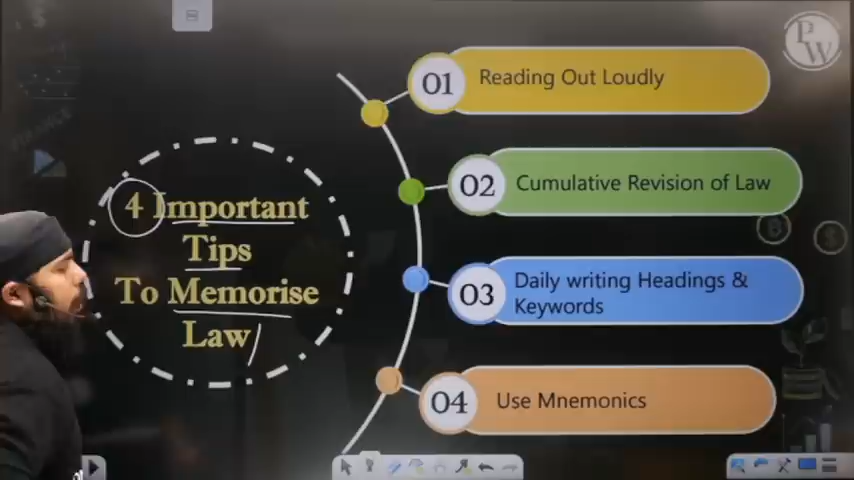 PW
4 Important
Tips
To Memorise
Law
01
Reading Out Loudly
02
Cumulative Revision of Law
03
Daily writing Headings &
Keywords
04
Use Mnemonics